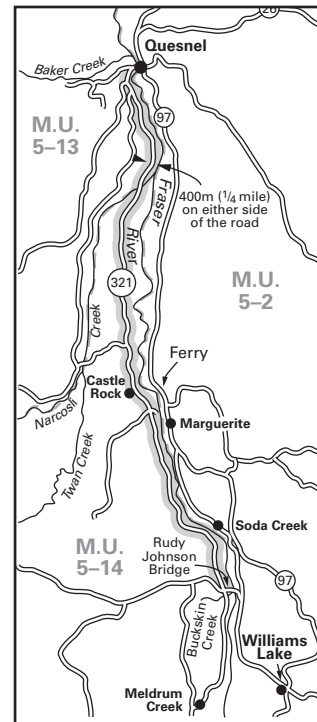 26
Quesnel
Baker Creek
97
M.U.
5–13
400m (1/4 mile)
on either side
of the road
Fraser
River
M.U.
5–2
321
Creek
Narcosli
Ferry
Castle
Rock
Marguerite
Twan Creek
Soda Creek
M.U.
5–14
Rudy
Johnson
Bridge
97
Buckskin
Creek
Williams
Lake
Meldrum
Creek